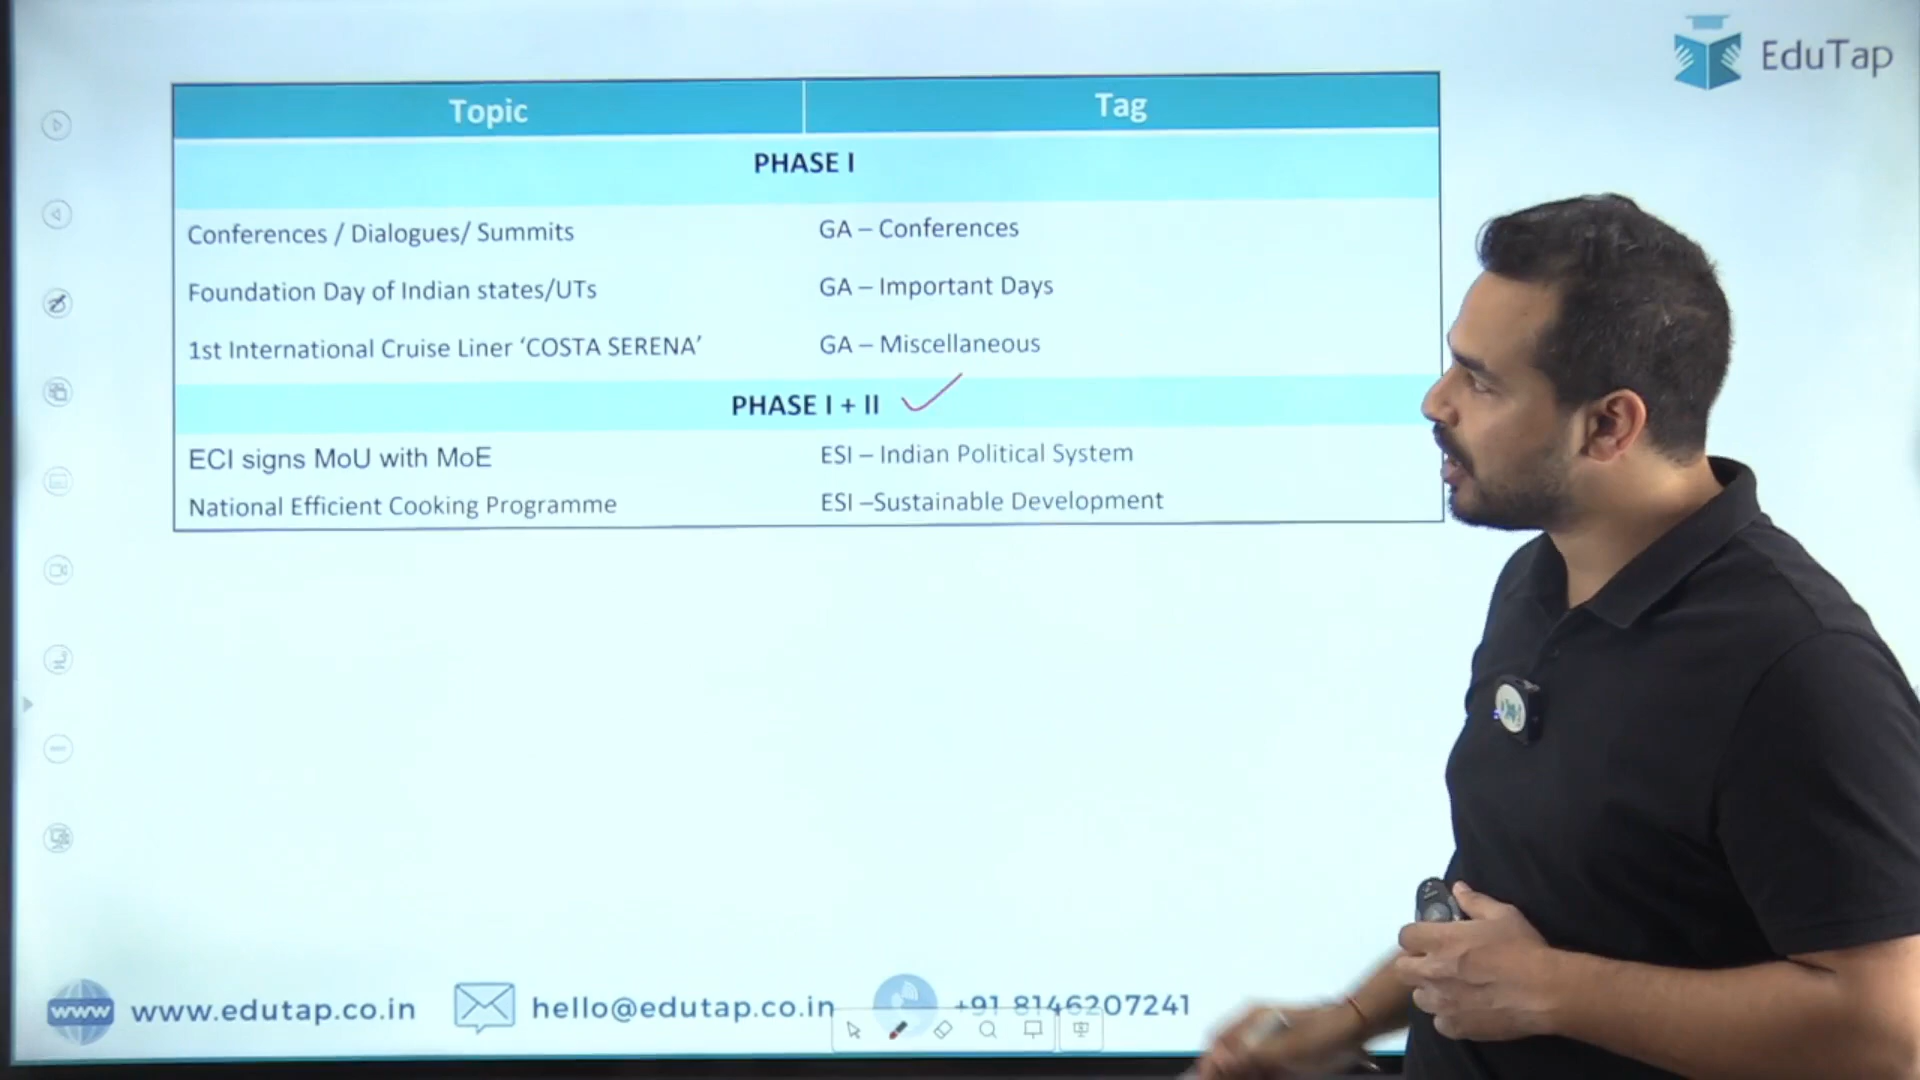 EduTap
Topic Tag
PHASE I
Conferences / Dialogues/ Summits GA – Conferences
Foundation Day of Indian states/UTs GA – Important Days
1st International Cruise Liner ‘COSTA SERENA’ GA – Miscellaneous
PHASE I + II
ECI signs MoU with MoE ESI – Indian Political System
National Efficient Cooking Programme ESI –Sustainable Development
www www.edutap.co.in hello@edutap.co.in +91 8146207241